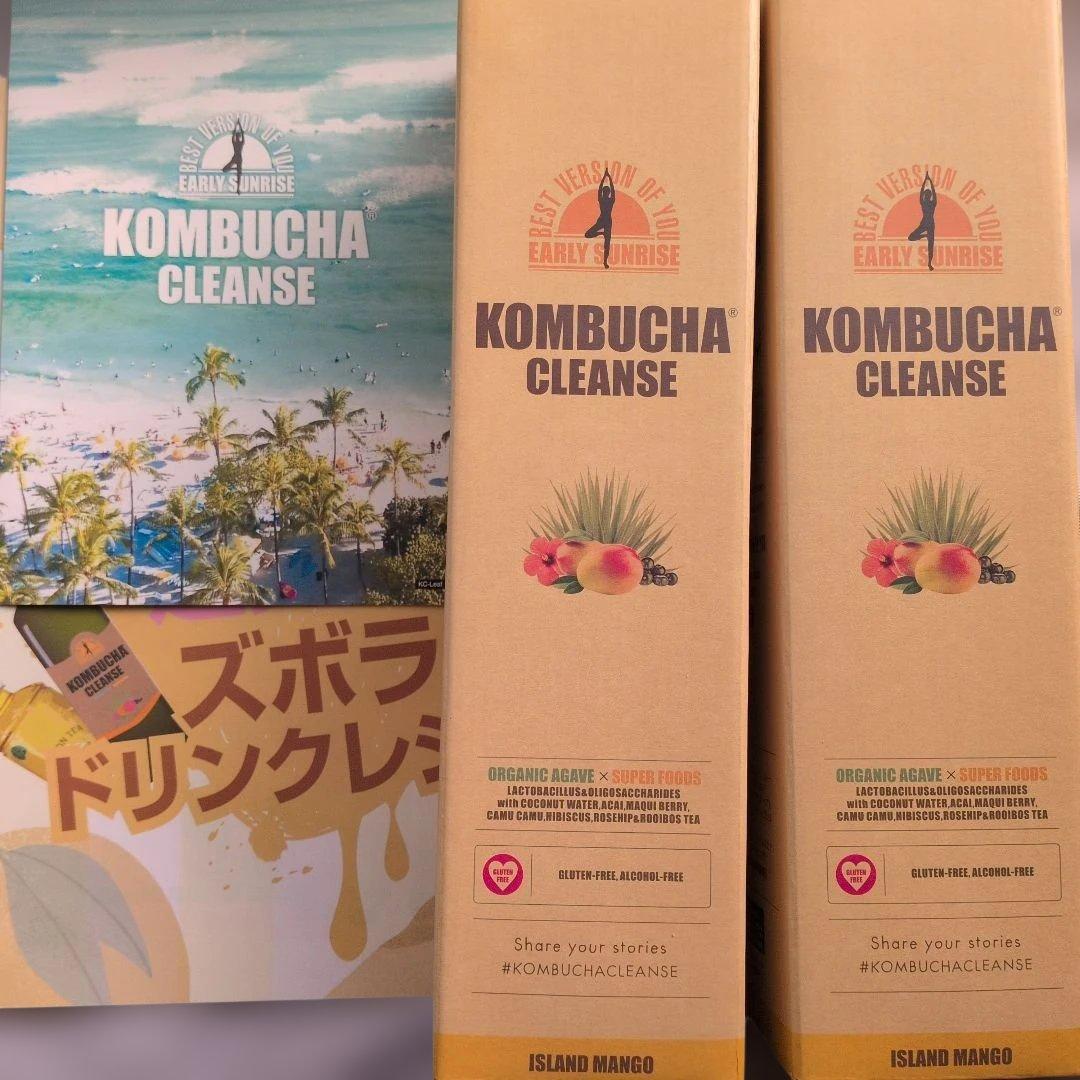 BEST VERSION OF YOU
EARLY SUNRISE
KOMBUCHA®
CLEANSE
KC-Leaf
KOMBUCHA
CLEANSE
ズボラ
ドリンクレシ
BEST VERSION OF YOU
EARLY SUNRISE
KOMBUCHA®
CLEANSE
ORGANIC AGAVE × SUPER FOODS
LACTOBACILLUS&OLIGOSACCHARIDES
with COCONUT WATER,ACAI,MAQUI BERRY,
CAMU CAMU,HIBISCUS,ROSEHIP&ROOIBOS TEA
GLUTEN
FREE
GLUTEN-FREE, ALCOHOL-FREE
Share your stories
#KOMBUCHACLEANSE
ISLAND MANGO
BEST VERSION OF YOU
EARLY SUNRISE
KOMBUCHA®
CLEANSE
ORGANIC AGAVE × SUPER FOODS
LACTOBACILLUS&OLIGOSACCHARIDES
with COCONUT WATER,ACAI,MAQUI BERRY,
CAMU CAMU,HIBISCUS,ROSEHIP&ROOIBOS TEA
GLUTEN
FREE
GLUTEN-FREE, ALCOHOL-FREE
Share your stories
#KOMBUCHACLEANSE
ISLAND MANGO